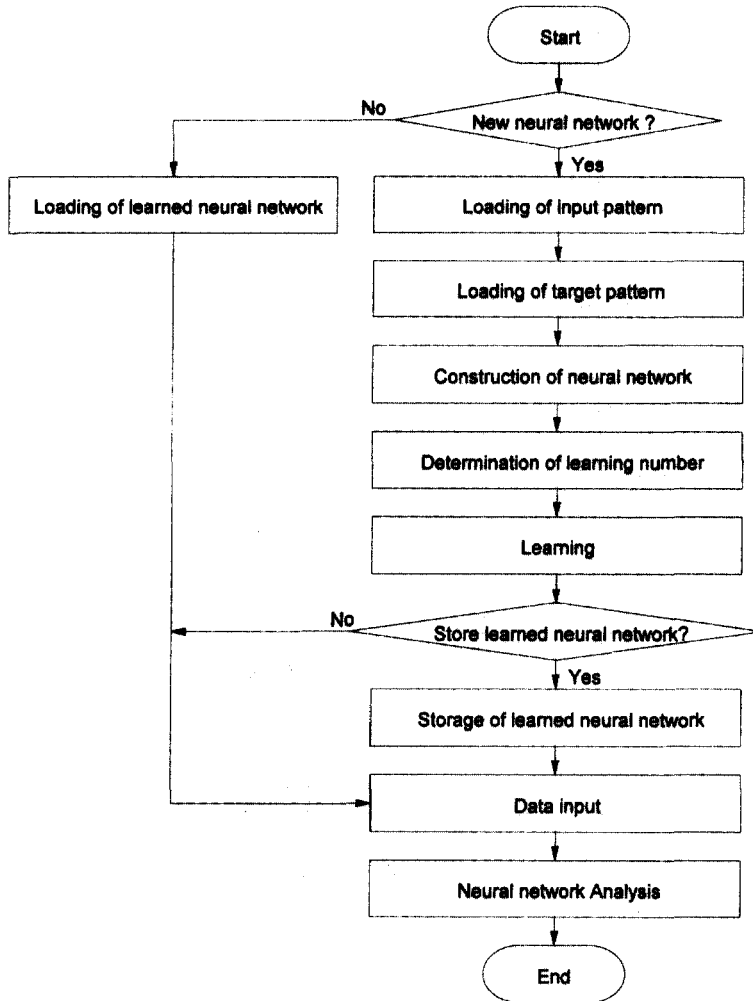 Start
No
New neural network ?
Yes
Loading of learned neural network
Loading of input pattern
Loading of target pattern
Construction of neural network
Determination of learning number
Learning
No
Store learned neural network?
Yes
Storage of learned neural network
Data input
Neural network Analysis
End